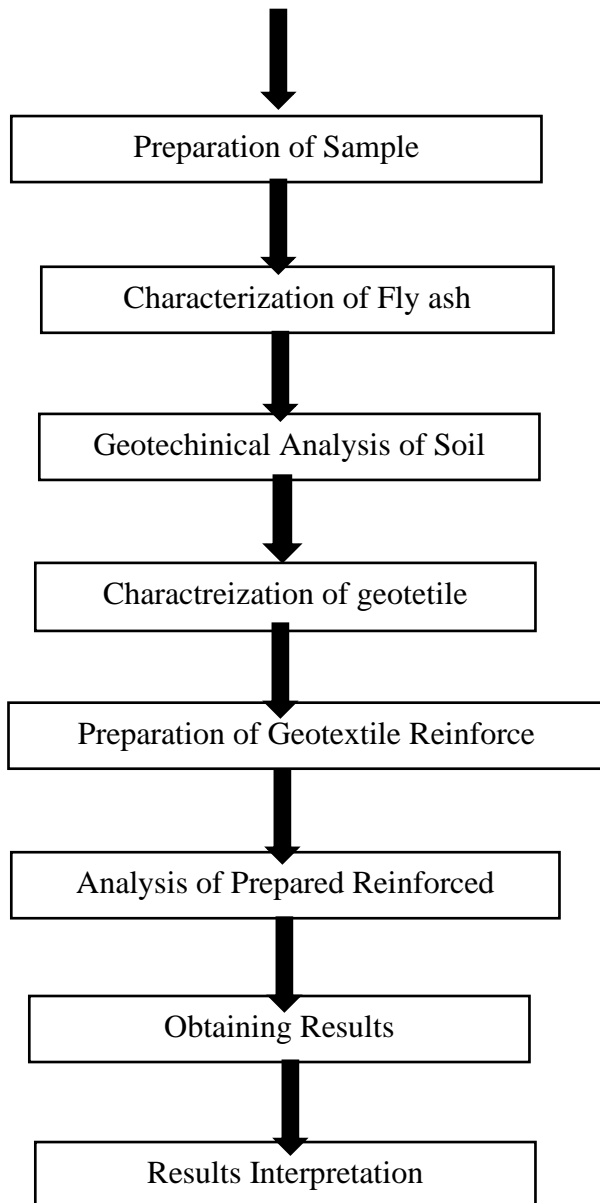 Preparation of Sample
Characterization of Fly ash
Geotechinical Analysis of Soil
Charactreization of geotetile
Preparation of Geotextile Reinforce
Analysis of Prepared Reinforced
Obtaining Results
Results Interpretation